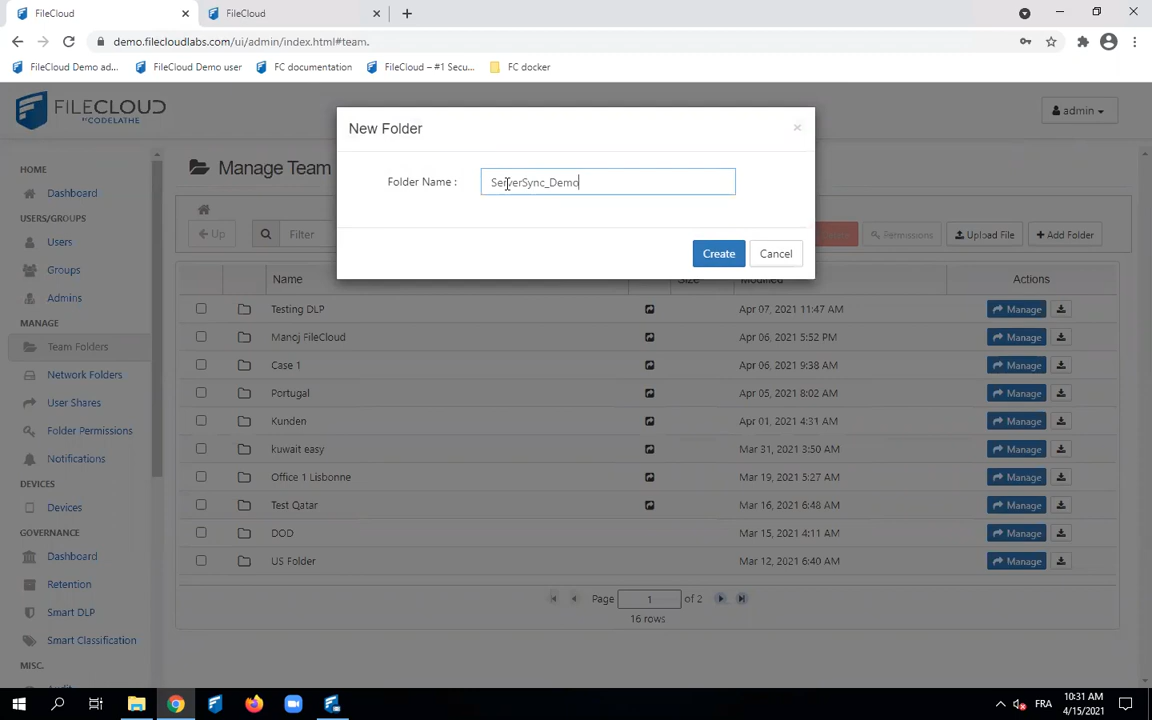 FileCloud
FileCloud
demo.filecloudlabs.com/ui/admin/index.html#team.
FileCloud Demo ad... FileCloud Demo user FC documentation FileCloud – #1 Secu... FC docker
FILECLOUD
BY CODELATHE
admin
New Folder
Folder Name :
ServerSync_Demo
Create Cancel
HOME
Dashboard
USERS/GROUPS
Users
Groups
Admins
MANAGE
Team Folders
Network Folders
User Shares
Folder Permissions
Notifications
DEVICES
Devices
GOVERNANCE
Dashboard
Retention
Smart DLP
Smart Classification
MISC.
Manage Team
Up Filter Permissions Upload File Add Folder
Name Size Modified Actions
Testing DLP Apr 07, 2021 11:47 AM Manage
Manoj FileCloud Apr 06, 2021 5:52 PM Manage
Case 1 Apr 06, 2021 9:38 AM Manage
Portugal Apr 05, 2021 8:02 AM Manage
Kunden Apr 01, 2021 4:31 AM Manage
kuwait easy Mar 31, 2021 3:50 AM Manage
Office 1 Lisbonne Mar 19, 2021 5:27 AM Manage
Test Qatar Mar 16, 2021 6:48 AM Manage
DOD Mar 15, 2021 4:11 AM Manage
US Folder Mar 12, 2021 6:40 AM Manage
Page 1 of 2
16 rows
FRA
10:31 AM
4/15/2021